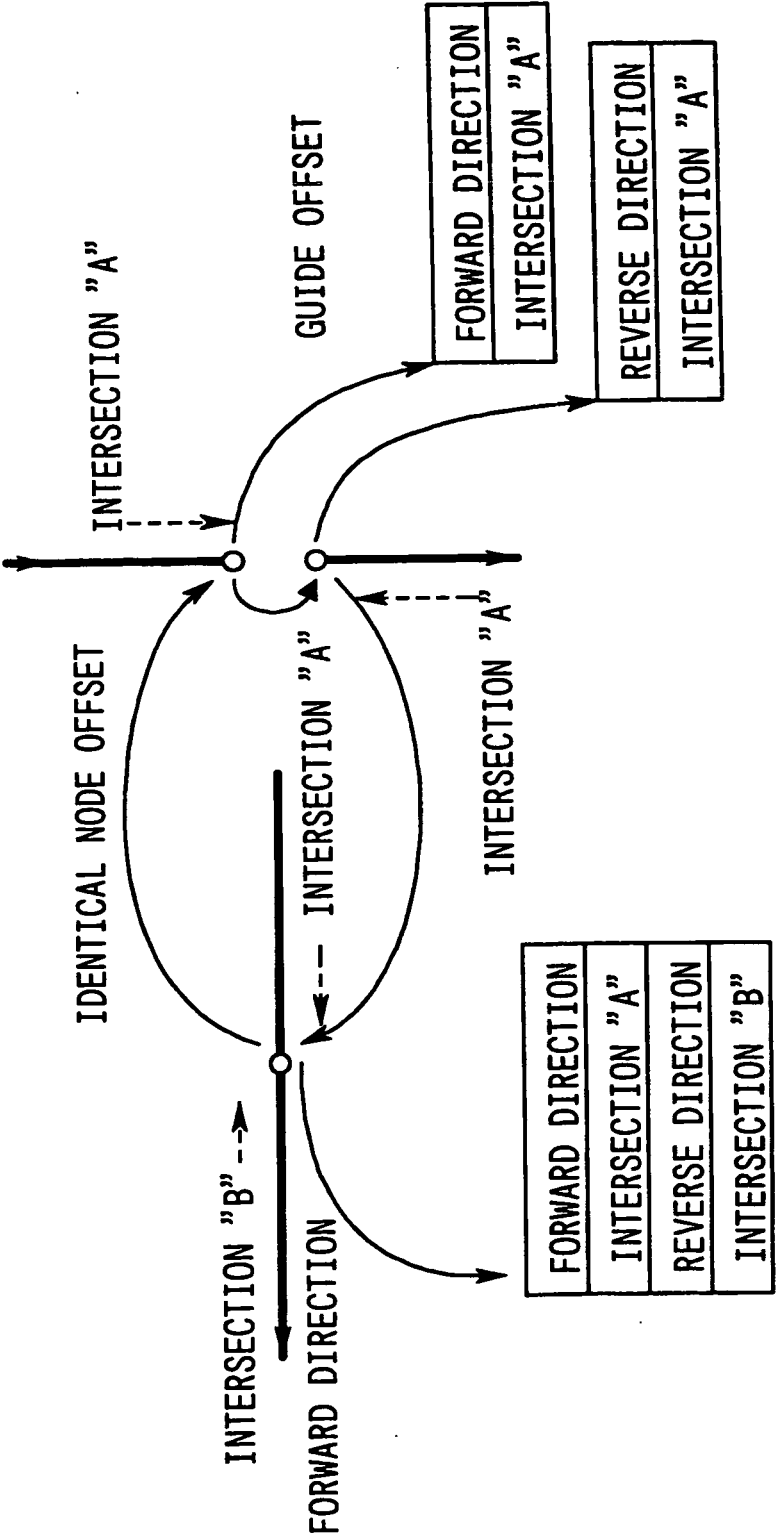 IDENTICAL NODE OFFSET
INTERSECTION "A"
INTERSECTION "B"
FORWARD DIRECTION
INTERSECTION "A"
GUIDE OFFSET
INTERSECTION "A"
FORWARD DIRECTION
INTERSECTION "A"
REVERSE DIRECTION
INTERSECTION "B"
FORWARD DIRECTION
INTERSECTION "A"
REVERSE DIRECTION
INTERSECTION "A"